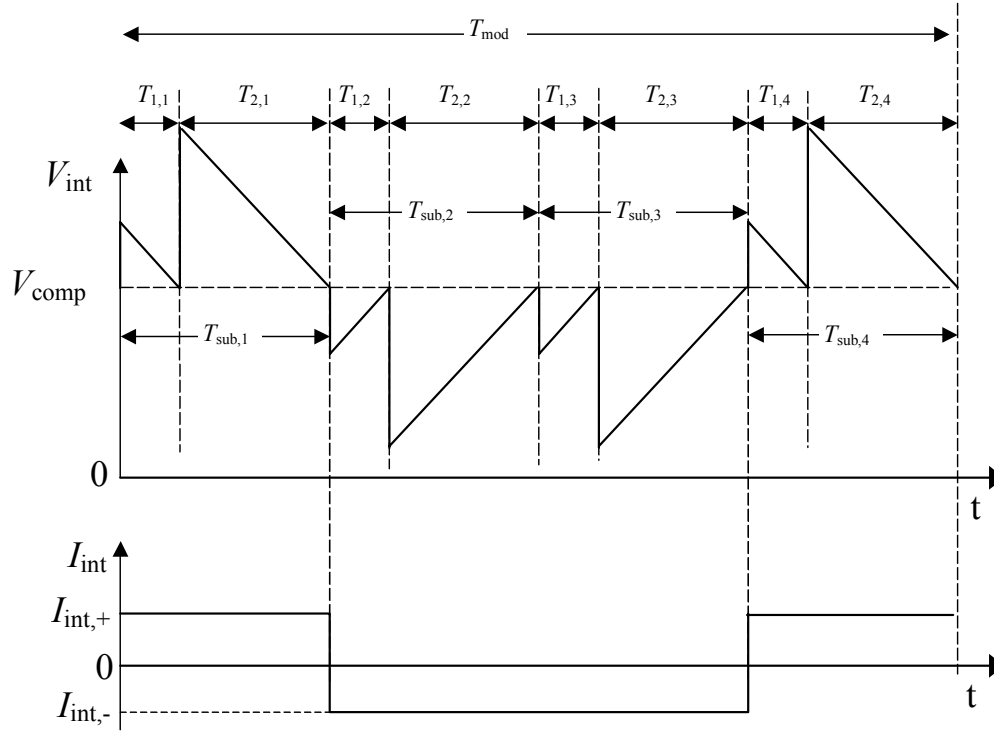 T_mod
T_1,1 T_2,1 T_1,2 T_2,2 T_1,3 T_2,3 T_1,4 T_2,4
V_int
T_sub,2 T_sub,3
V_comp
T_sub,1 T_sub,4
0
t
I_int
I_int,+
0
t
I_int,-